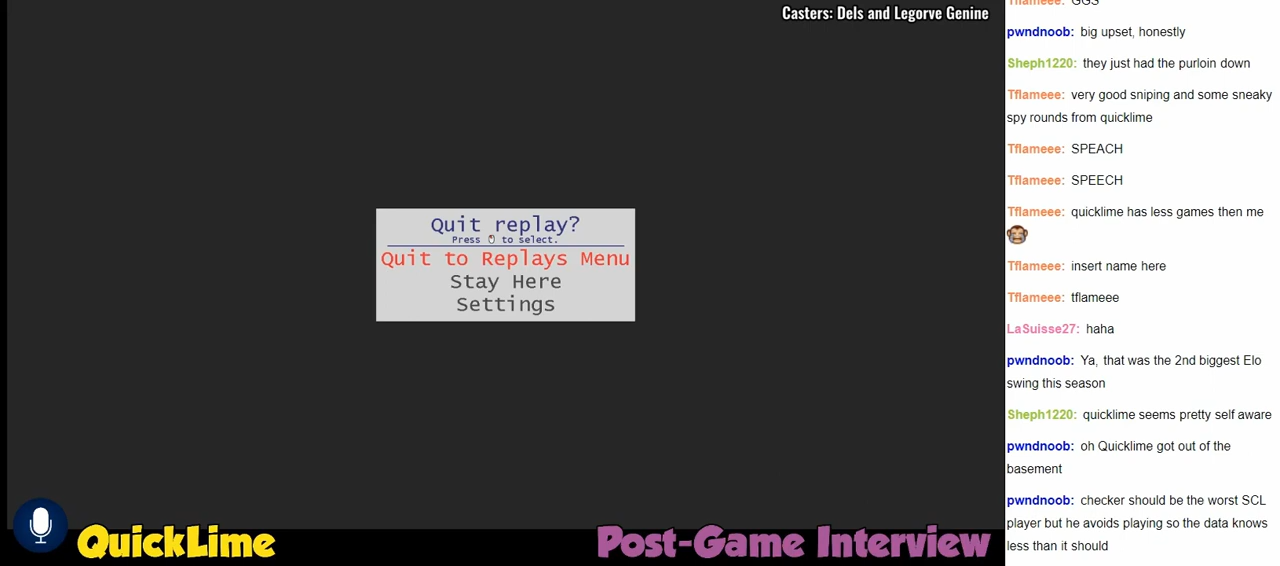 Casters: Dels and Legorve Genine
Quit replay?
Press to select.
Quit to Replays Menu
Stay Here
Settings
QuickLime
Post-Game Interview
Tflameee: GGS
pwndnoob: big upset, honestly
Sheph1220: they just had the purloin down
Tflameee: very good sniping and some sneaky
spy rounds from quicklime
Tflameee: SPEACH
Tflameee: SPEECH
Tflameee: quicklime has less games then me
Tflameee: insert name here
Tflameee: tflameee
LaSuisse27: haha
pwndnoob: Ya, that was the 2nd biggest Elo
swing this season
Sheph1220: quicklime seems pretty self aware
pwndnoob: oh Quicklime got out of the
basement
pwndnoob: checker should be the worst SCL
player but he avoids playing so the data knows
less than it should